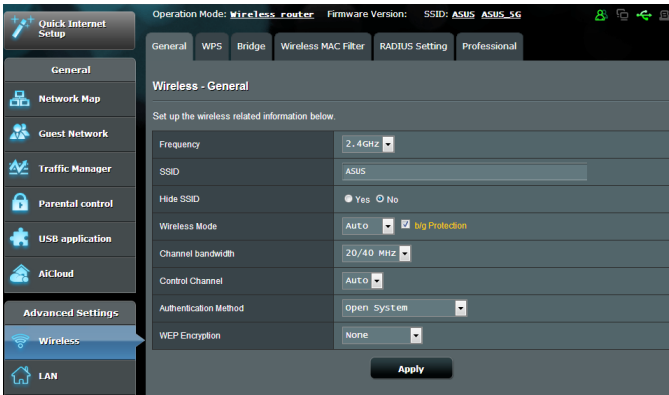 Quick Internet
Setup
Operation Mode: Wireless router Firmware Version: SSID: ASUS ASUS_5G
General WPS Bridge Wireless MAC Filter RADIUS Setting Professional
General
Network Map
Guest Network
Traffic Manager
Parental control
USB application
AiCloud
Advanced Settings
Wireless
LAN
Wireless - General
Set up the wireless related information below.
Frequency 2.4GHz
SSID ASUS
Hide SSID Yes No
Wireless Mode Auto b/g Protection
Channel bandwidth 20/40 MHz
Control Channel Auto
Authentication Method Open System
WEP Encryption None
Apply